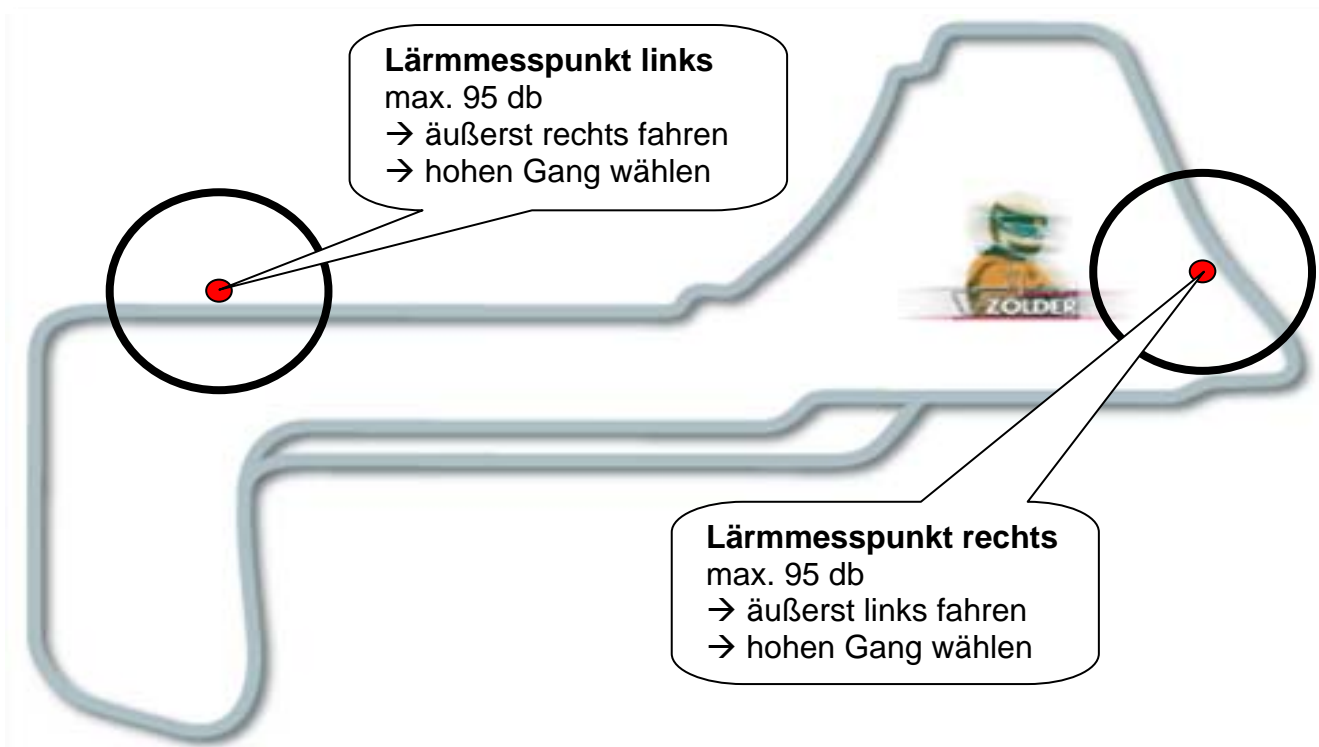 Lärmmesspunkt links
max. 95 db
→ äußerst rechts fahren
→ hohen Gang wählen
ZOLDER
Lärmmesspunkt rechts
max. 95 db
→ äußerst links fahren
→ hohen Gang wählen